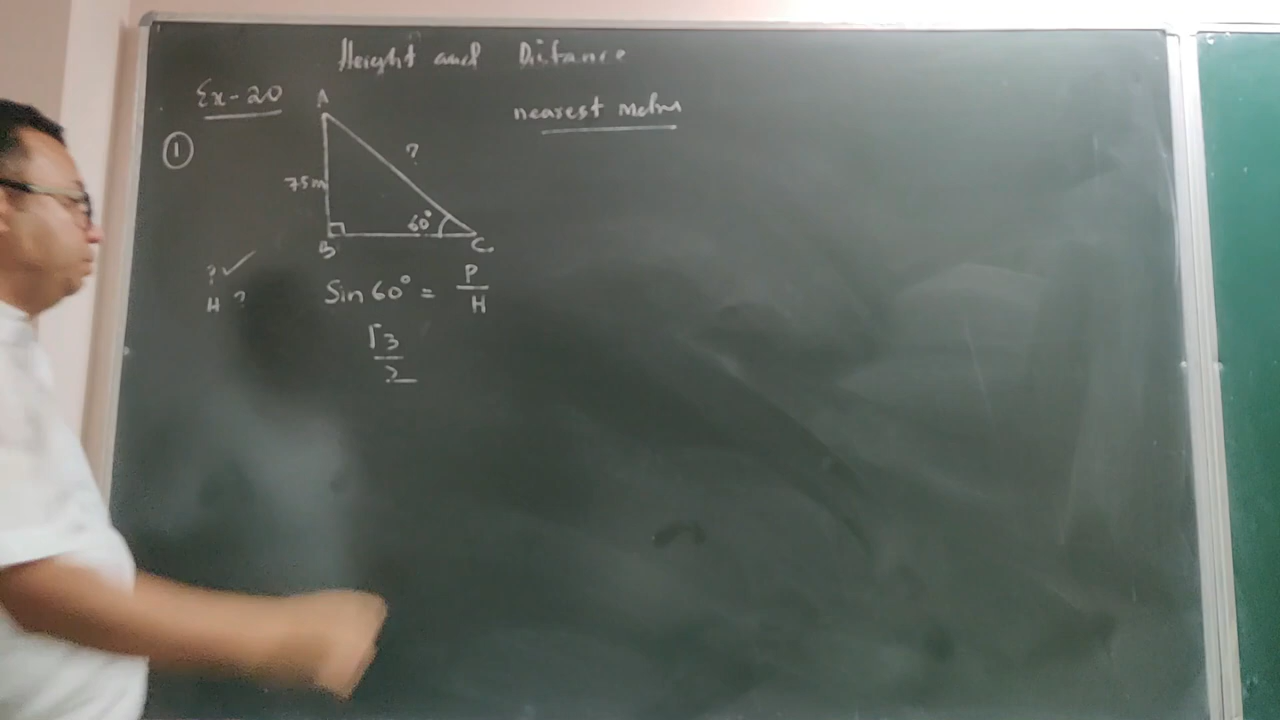 Height and Distance
Ex-20
nearest metre
1
A
?
75m
60°
B
C
? ✓
H ?
Sin 60° = P/H
√3/2